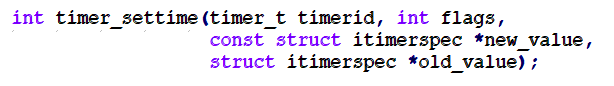 int timer_settime(timer_t timerid, int flags,
const struct itimerspec *new_value,
struct itimerspec *old_value);